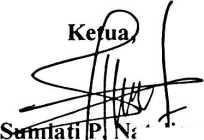 Ketua,
Sumiati P.